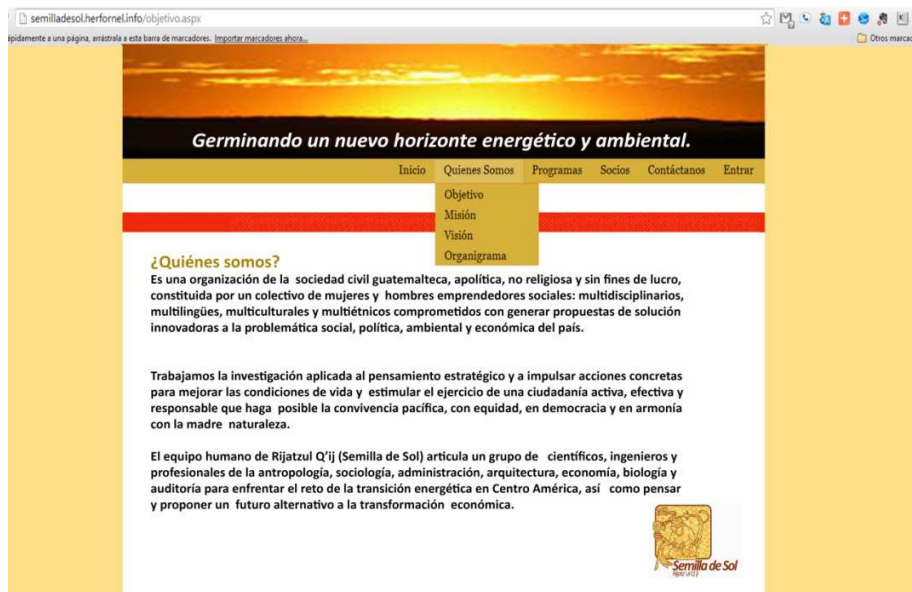 semilladesol.herfornel.info/objetivo.aspx
ápidamente a una página, arrástrala a esta barra de marcadores. Importar marcadores ahora...
Otros marcad
Germinando un nuevo horizonte energético y ambiental.
Inicio Quienes Somos Programas Socios Contáctanos Entrar
Objetivo
Misión
Visión
Organigrama
¿Quiénes somos?
Es una organización de la sociedad civil guatemalteca, apolítica, no religiosa y sin fines de lucro,
constituida por un colectivo de mujeres y hombres emprendedores sociales: multidisciplinarios,
multilingües, multiculturales y multiétnicos comprometidos con generar propuestas de solución
innovadoras a la problemática social, política, ambiental y económica del país.
Trabajamos la investigación aplicada al pensamiento estratégico y a impulsar acciones concretas
para mejorar las condiciones de vida y estimular el ejercicio de una ciudadanía activa, efectiva y
responsable que haga posible la convivencia pacífica, con equidad, en democracia y en armonía
con la madre naturaleza.
El equipo humano de Rijatzul Q'ij (Semilla de Sol) articula un grupo de científicos, ingenieros y
profesionales de la antropología, sociología, administración, arquitectura, economía, biología y
auditoría para enfrentar el reto de la transición energética en Centro América, así como pensar
y proponer un futuro alternativo a la transformación económica.
Semilla de Sol